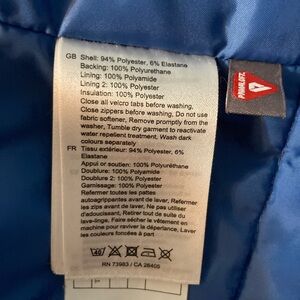 GB Shell: 94% Polyester, 6% Elastane
Backing: 100% Polyurethane
Lining: 100% Polyamide
Lining 2: 100% Polyester
Insulation: 100% Polyester
Close all velcro tabs before washing,
Close zippers before washing, Do not use
fabric softener, Remove promptly from the
washer, Tumble dry garment to reactivate
water repellent treatment, Wash dark
colours separately
FR Tissu extérieur: 94% Polyester, 6%
Elastane
Appui or soutien: 100% Polyuréthane
Doublure: 100% Polyamide
Doublure 2: 100% Polyester
Garnissage: 100% Polyester
Refermer toutes les pattes
autoagrippantes avant de laver, Refermer
les zips avant de laver, Ne pas utiliser
d'adoucissant, Retirer tout de suite du
lave-linge, Faire sécher le vêtement en
machine pour raviver la déperlance, Laver
les couleurs foncées à part
40
RN 73983 / CA 28405
PRIMALOFT